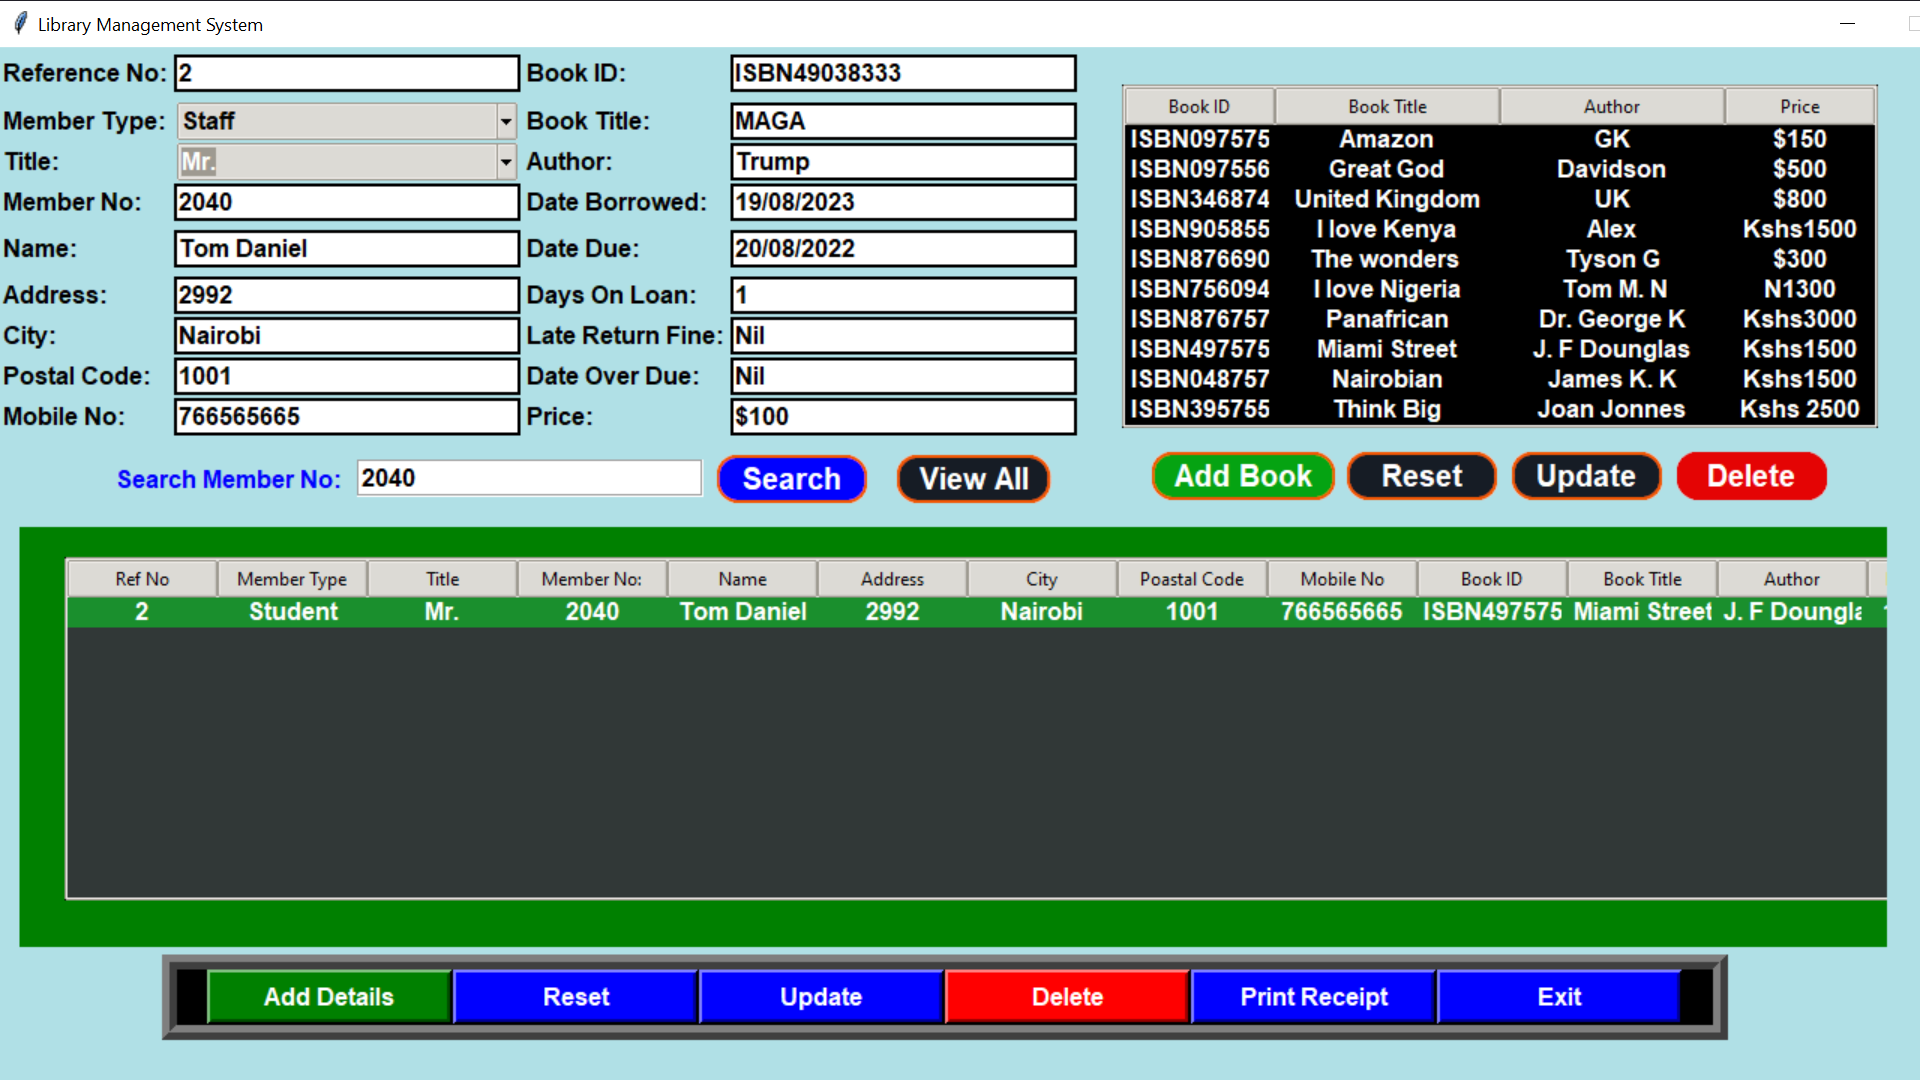 Library Management System
Reference No: 2 Book ID: ISBN49038333
Member Type: Staff Book Title: MAGA
Title: Mr. Author: Trump
Member No: 2040 Date Borrowed: 19/08/2023
Name: Tom Daniel Date Due: 20/08/2022
Address: 2992 Days On Loan: 1
City: Nairobi Late Return Fine: Nil
Postal Code: 1001 Date Over Due: Nil
Mobile No: 766565665 Price: $100
Book ID Book Title Author Price
ISBN097575 Amazon GK $150
ISBN097556 Great God Davidson $500
ISBN346874 United Kingdom UK $800
ISBN905855 I love Kenya Alex Kshs1500
ISBN876690 The wonders Tyson G $300
ISBN756094 I love Nigeria Tom M. N N1300
ISBN876757 Panafrican Dr. George K Kshs3000
ISBN497575 Miami Street J. F Dounglas Kshs1500
ISBN048757 Nairobian James K. K Kshs1500
ISBN395755 Think Big Joan Jonnes Kshs 2500
Search Member No: 2040 Search View All
Add Book Reset Update Delete
Ref No Member Type Title Member No: Name Address City Poastal Code Mobile No Book ID Book Title Author
2 Student Mr. 2040 Tom Daniel 2992 Nairobi 1001 766565665 ISBN497575 Miami Street J. F Doungla
Add Details Reset Update Delete Print Receipt Exit